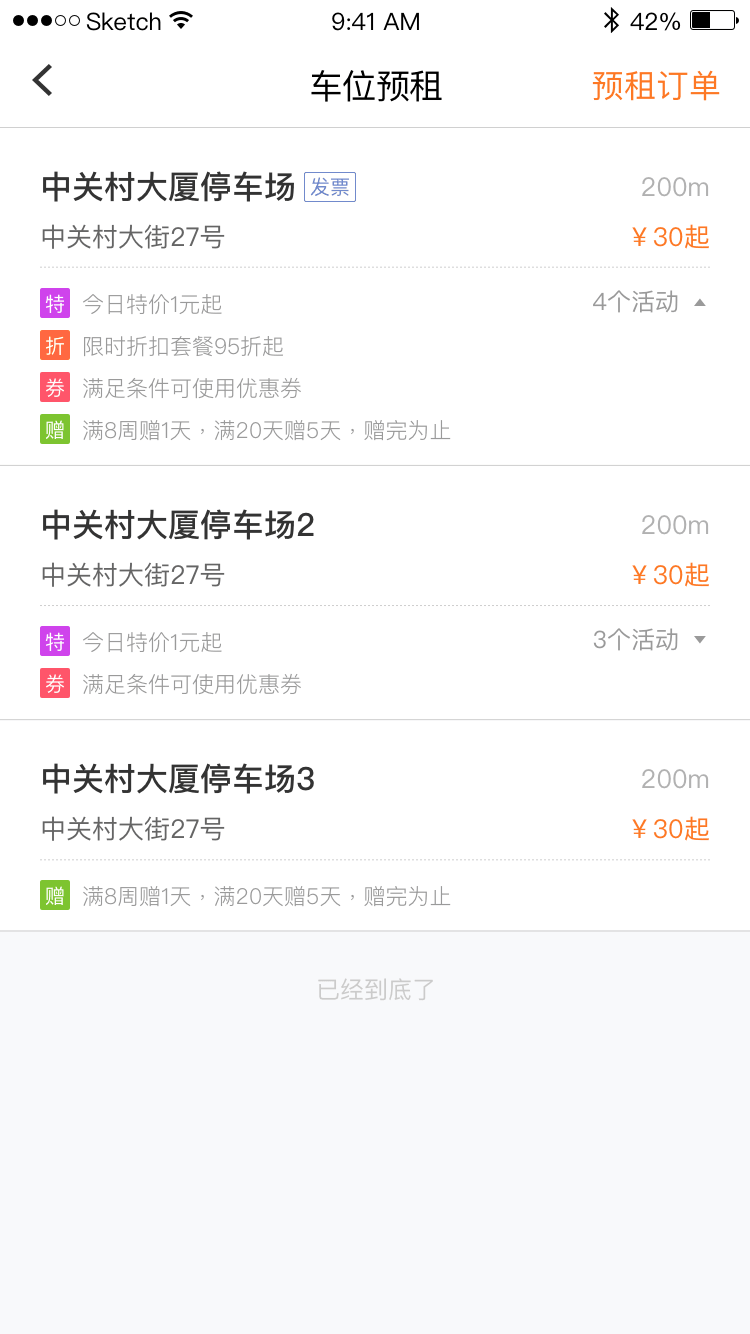 Sketch 9:41 AM 42%
车位预租 预租订单
中关村大厦停车场 发票 200m
中关村大街27号 ¥30起
特 今日特价1元起 4个活动
折 限时折扣套餐95折起
券 满足条件可使用优惠券
赠 满8周赠1天，满20天赠5天，赠完为止
中关村大厦停车场2 200m
中关村大街27号 ¥30起
特 今日特价1元起 3个活动
券 满足条件可使用优惠券
中关村大厦停车场3 200m
中关村大街27号 ¥30起
赠 满8周赠1天，满20天赠5天，赠完为止
已经到底了